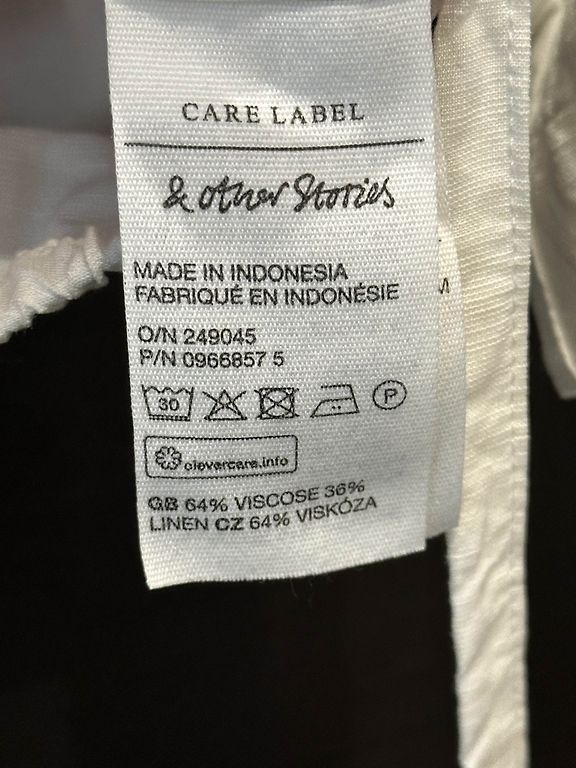 CARE LABEL
& other Stories
MADE IN INDONESIA
FABRIQUÉ EN INDONÉSIE
O/N 249045
P/N 0966857 5
30 P
clevercare.info
GB 64% VISCOSE 36%
LINEN CZ 64% VISKÓZA
M